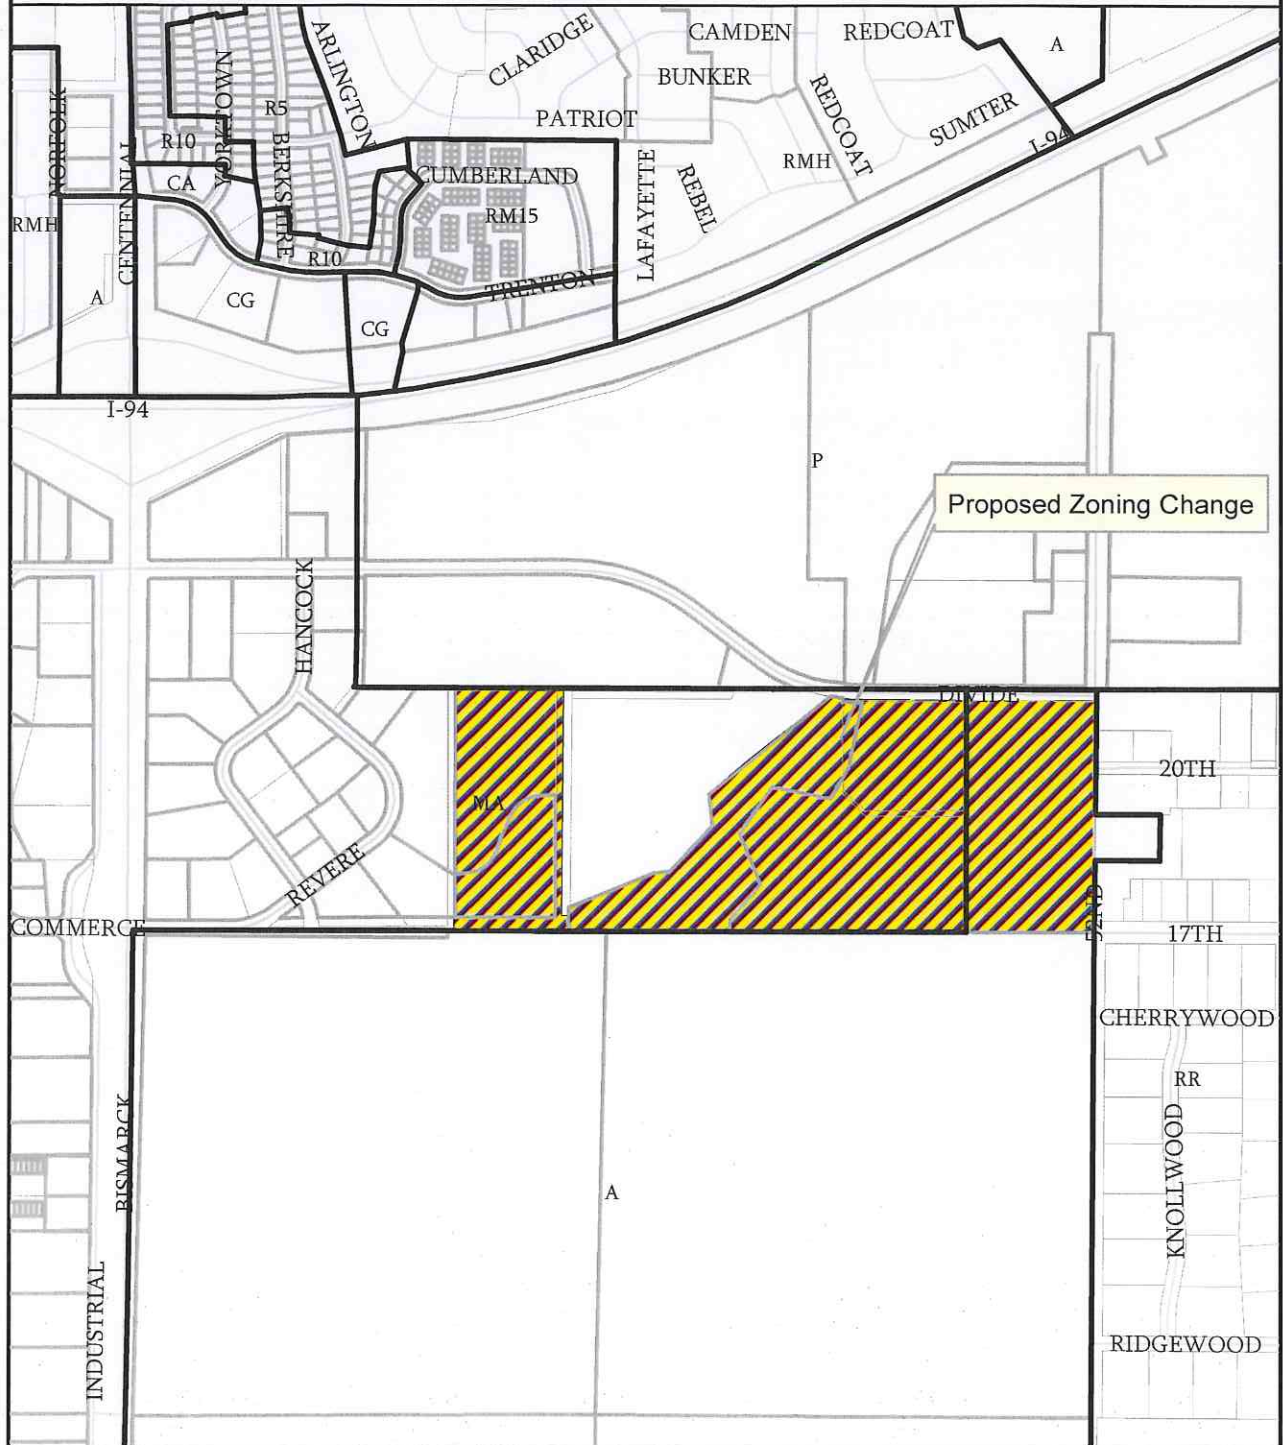 CAMDEN
REDCOAT
A
CLARIDGE
ARLINGTON
BUNKER
YORKTOWN
R5
PATRIOT
REDCOAT
SUMTER
I-94
NORFOLK
R10
BERKSHIRE
CENTENNIAL
CA
CUMBERLAND
LAFAYETTE
REBEL
RMH
RMH
RM15
R10
TRENTON
A
CG
CG
I-94
P
Proposed Zoning Change
HANCOCK
DIVIDE
20TH
MA
REVERE
52ND
COMMERCE
17TH
CHERRYWOOD
RR
KNOLLWOOD
BISMARCK
A
INDUSTRIAL
RIDGEWOOD